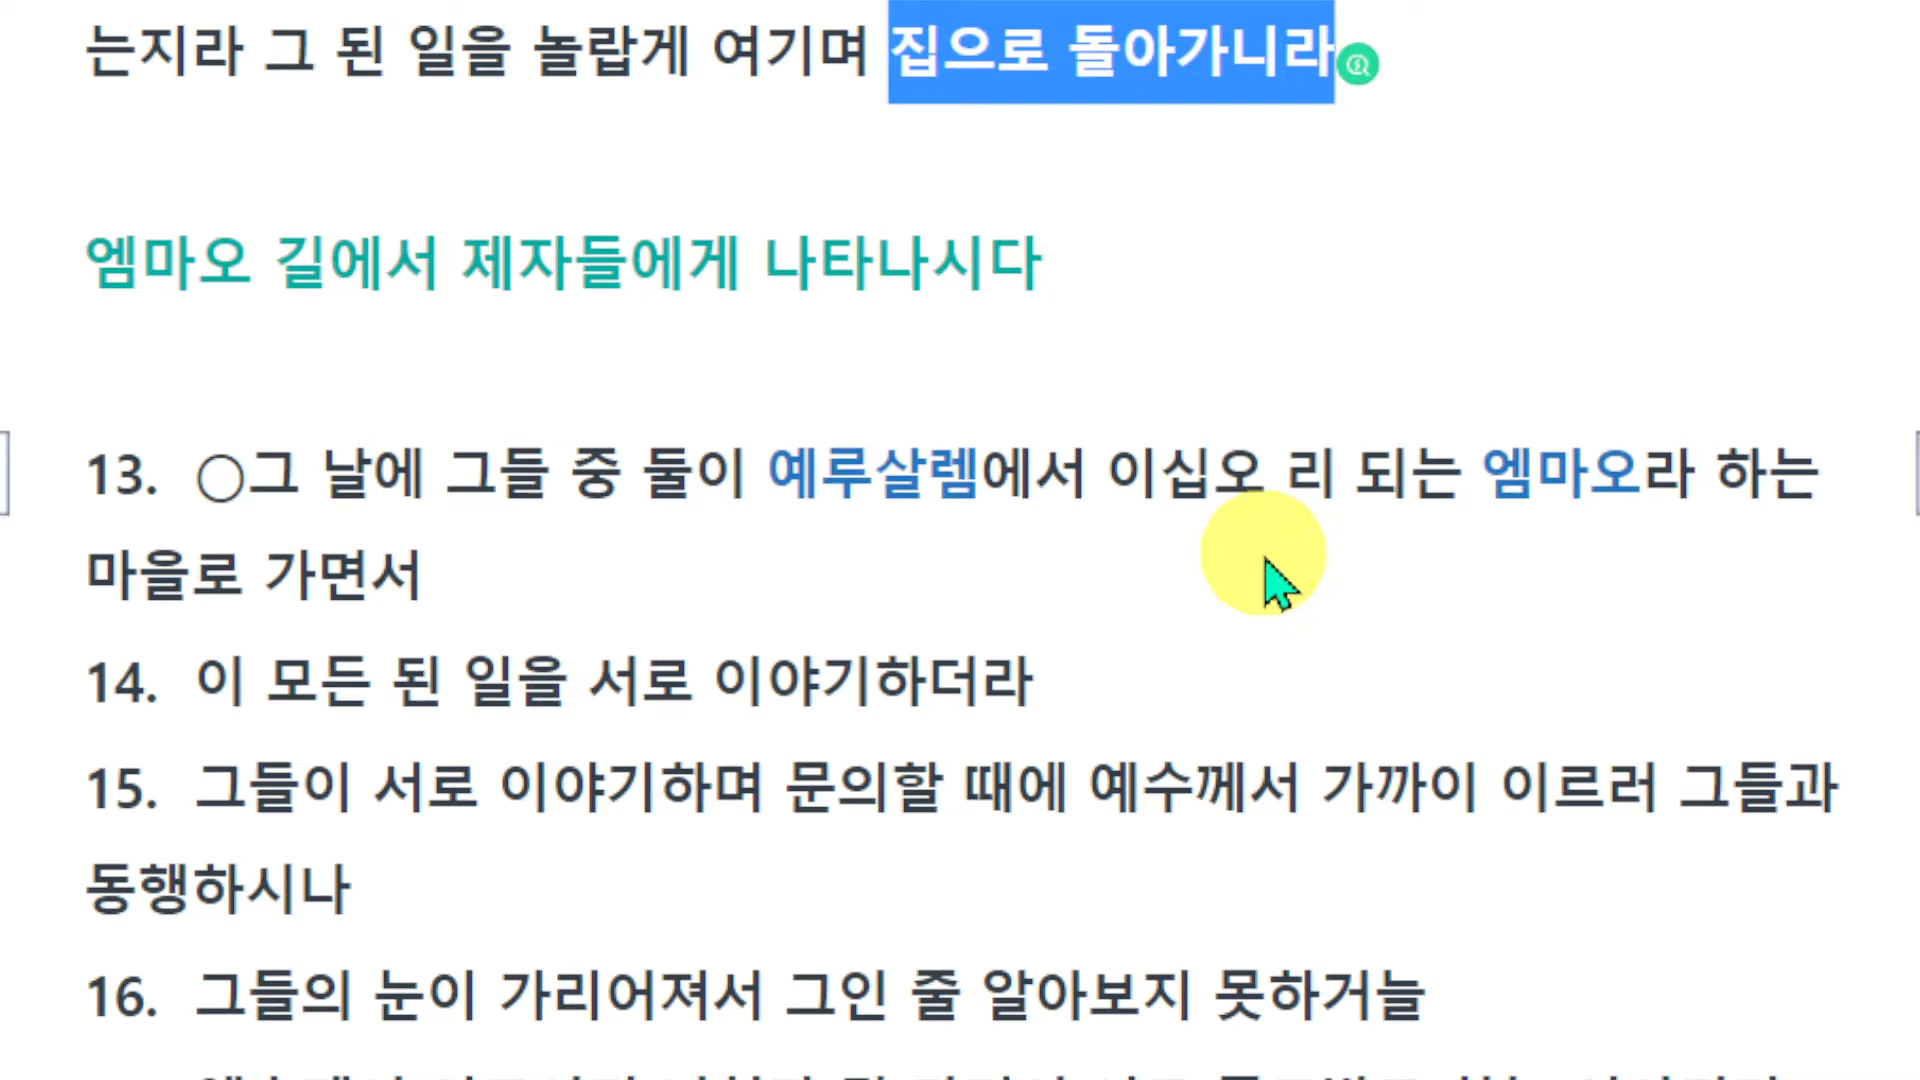 는지라 그 된 일을 놀랍게 여기며 집으로 돌아가니라
엠마오 길에서 제자들에게 나타나시다
13. ○그 날에 그들 중 둘이 예루살렘에서 이십오 리 되는 엠마오라 하는
마을로 가면서
14. 이 모든 된 일을 서로 이야기하더라
15. 그들이 서로 이야기하며 문의할 때에 예수께서 가까이 이르러 그들과
동행하시나
16. 그들의 눈이 가리어져서 그인 줄 알아보지 못하거늘